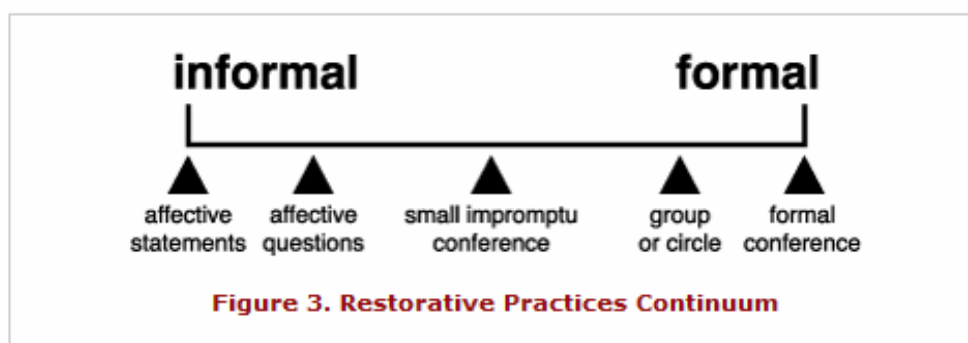 informal formal
affective affective small impromptu group formal
statements questions conference or circle conference
Figure 3. Restorative Practices Continuum